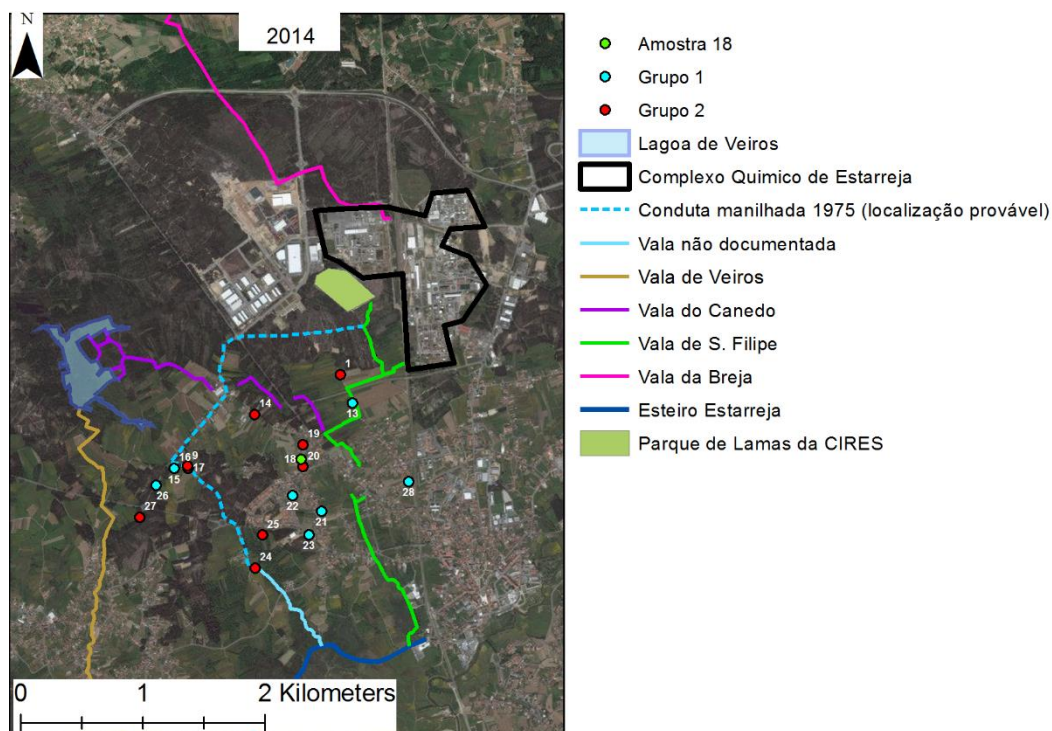 N
2014
1
13
14
19
18
20
16
9
17
15
26
27
22
21
23
28
25
24
0
1
2 Kilometers
Amostra 18
Grupo 1
Grupo 2
Lagoa de Veiros
Complexo Quimico de Estarreja
Conduta manilhada 1975 (localização provável)
Vala não documentada
Vala de Veiros
Vala do Canedo
Vala de S. Filipe
Vala da Breja
Esteiro Estarreja
Parque de Lamas da CIRES